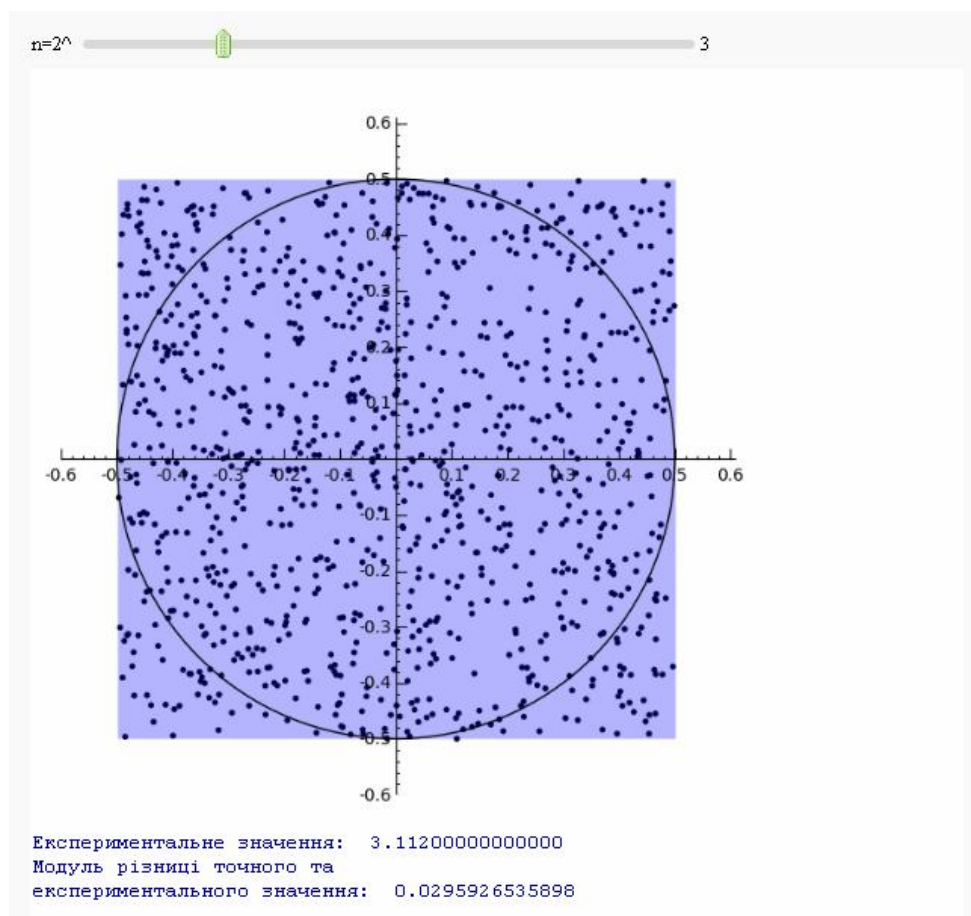 n=2^ 3
0.6
0.5
0.4
0.3
0.2
0.1
-0.6 -0.5 -0.4 -0.3 -0.2 -0.1 0.1 0.2 0.3 0.4 0.5 0.6
-0.1
-0.2
-0.3
-0.4
-0.5
-0.6
Експериментальне значення: 3.11200000000000
Модуль різниці точного та
експериментального значення: 0.0295926535898